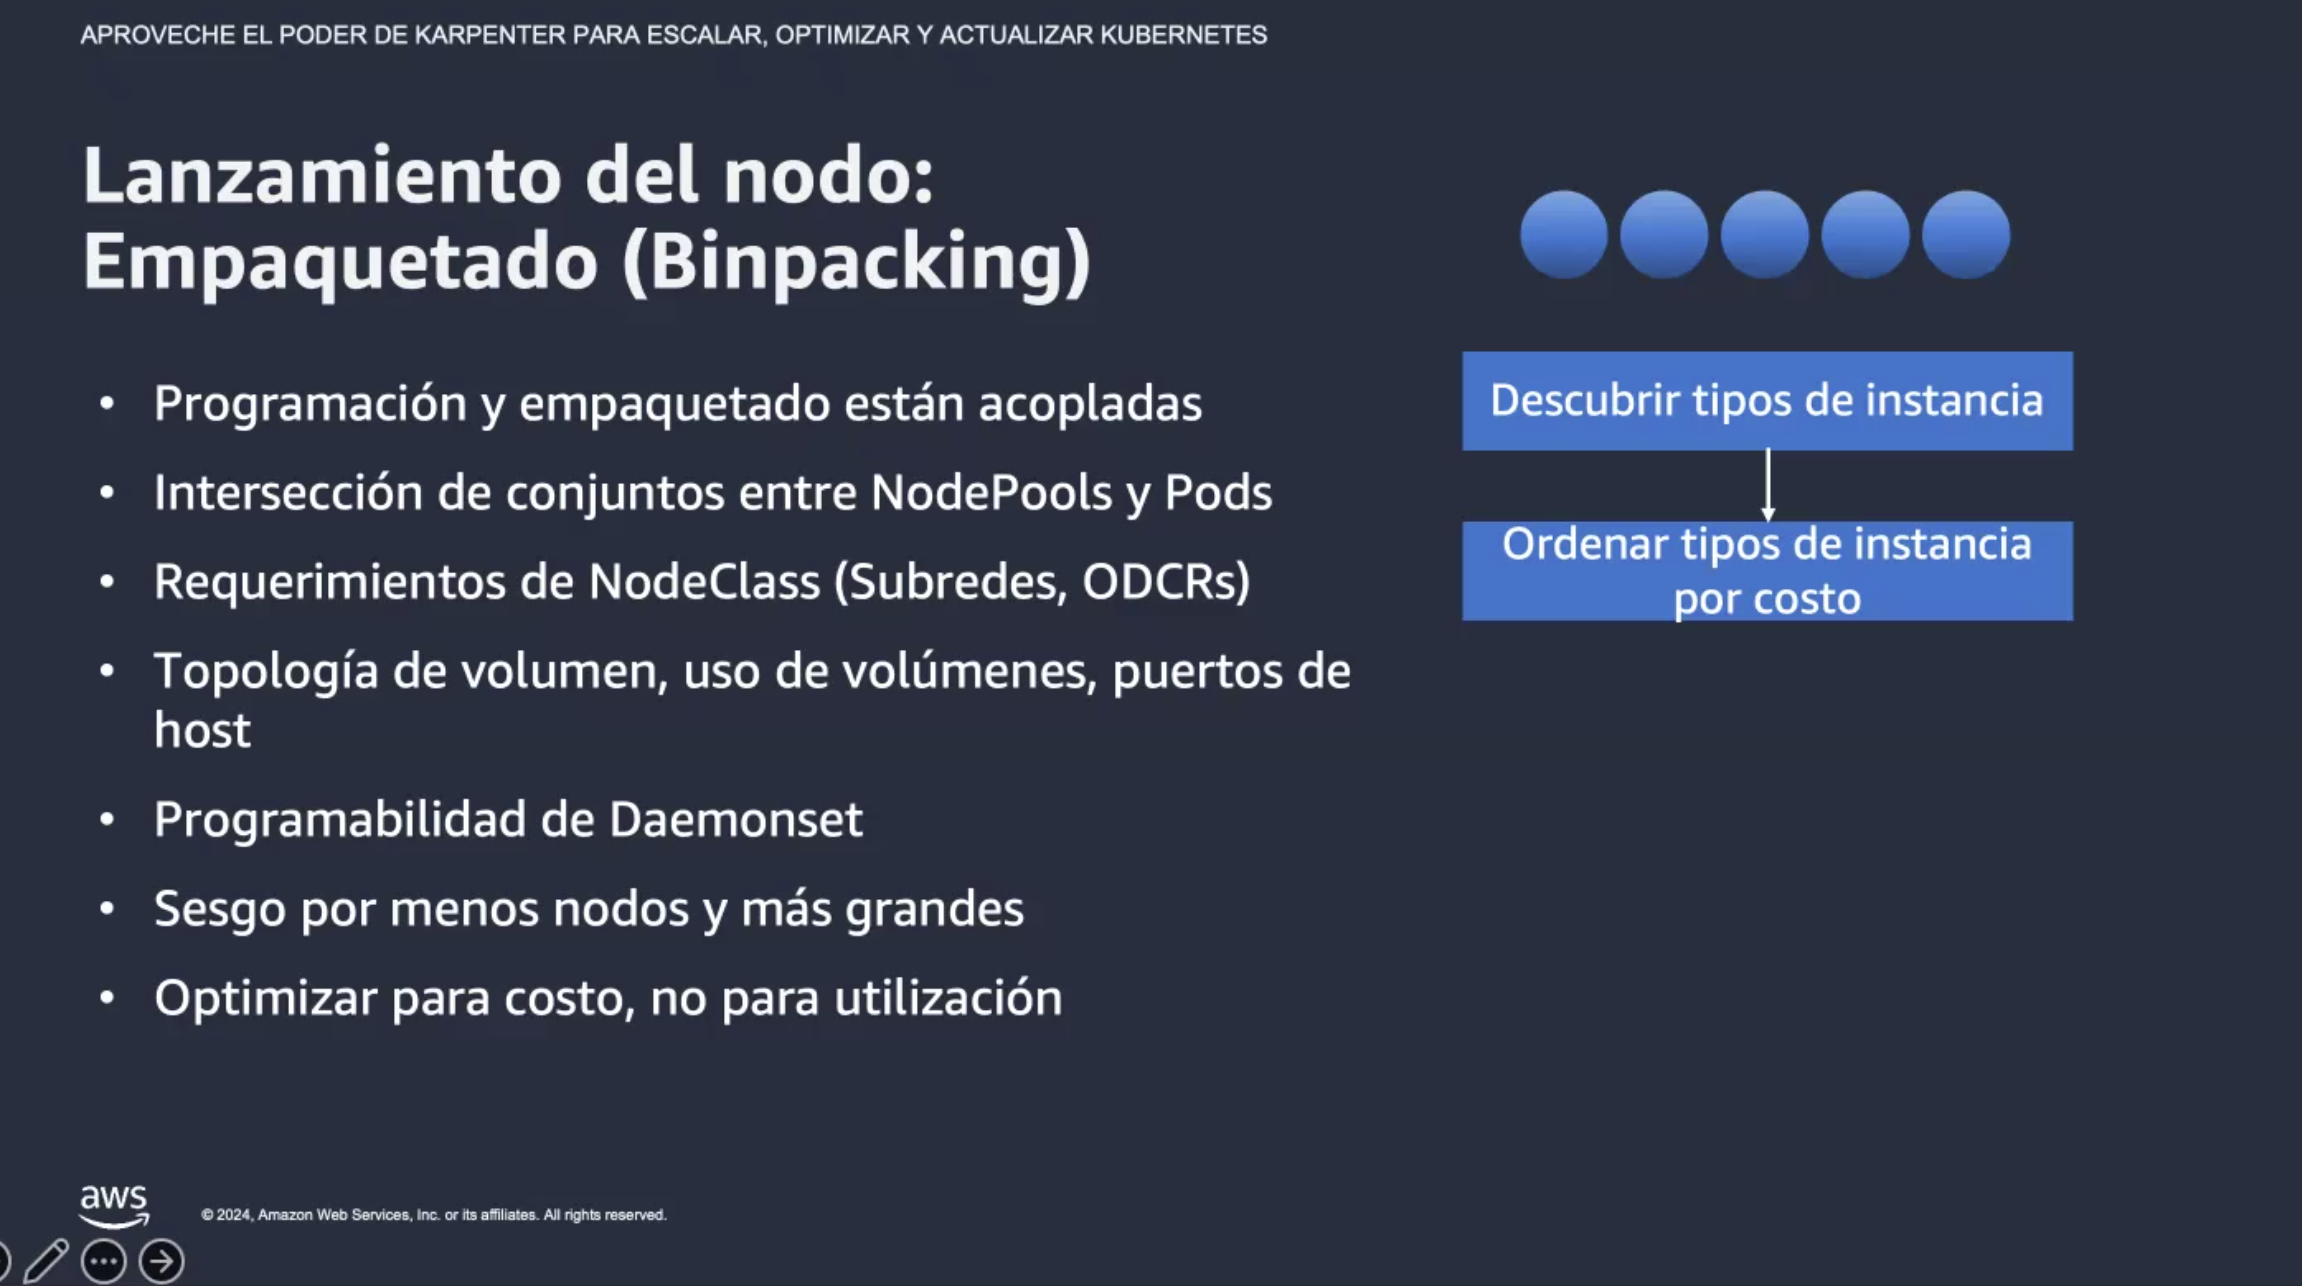 APROVECHE EL PODER DE KARPENTER PARA ESCALAR, OPTIMIZAR Y ACTUALIZAR KUBERNETES
Lanzamiento del nodo:
Empaquetado (Binpacking)
• Programación y empaquetado están acopladas
• Intersección de conjuntos entre NodePools y Pods
• Requerimientos de NodeClass (Subredes, ODCRs)
• Topología de volumen, uso de volúmenes, puertos de
host
• Programabilidad de Daemonset
• Sesgo por menos nodos y más grandes
• Optimizar para costo, no para utilización
Descubrir tipos de instancia
Ordenar tipos de instancia
por costo
aws
© 2024, Amazon Web Services, Inc. or its affiliates. All rights reserved.